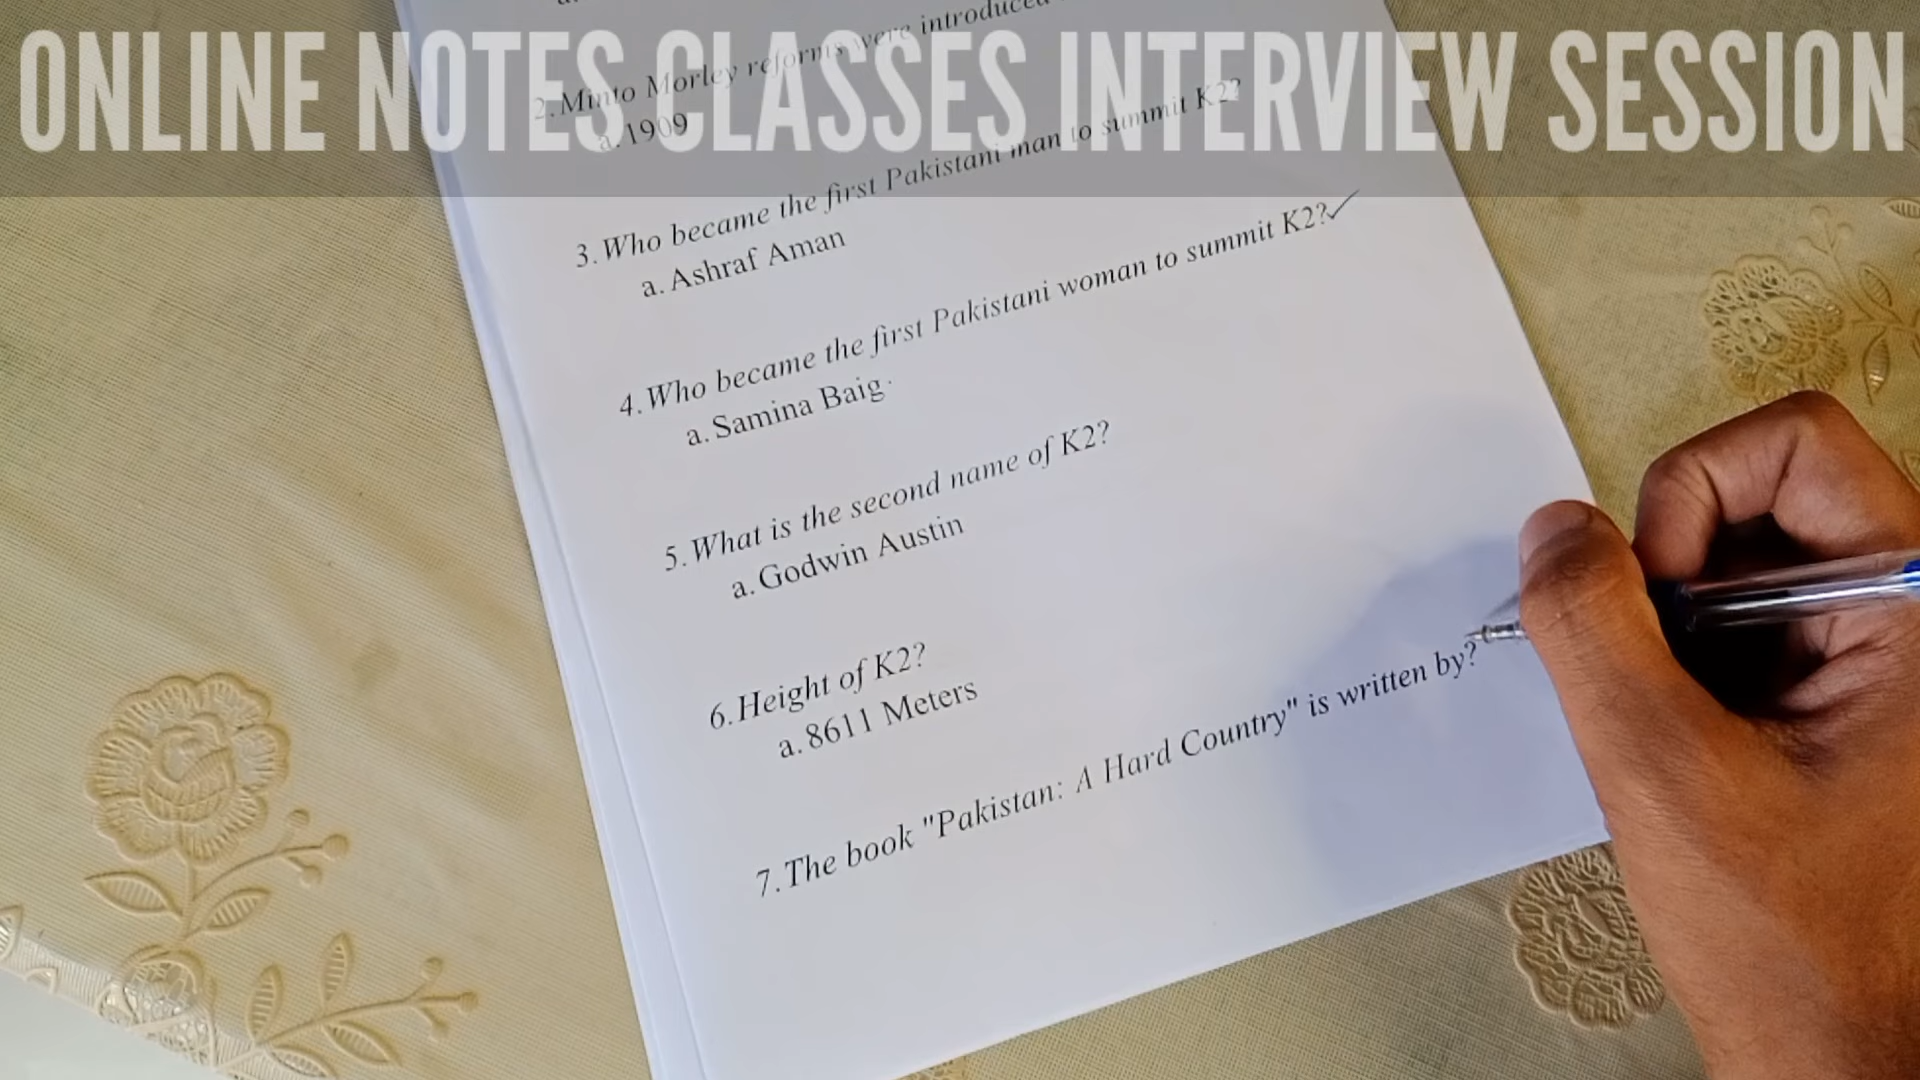 ONLINE NOTES CLASSES INTERVIEW SESSION
2. Minto Morley reforms were introduced
a. 1909
3. Who became the first Pakistani man to summit K2?
a. Ashraf Aman
4. Who became the first Pakistani woman to summit K2?
a. Samina Baig
5. What is the second name of K2?
a. Godwin Austin
6. Height of K2?
a. 8611 Meters
7. The book "Pakistan: A Hard Country" is written by?